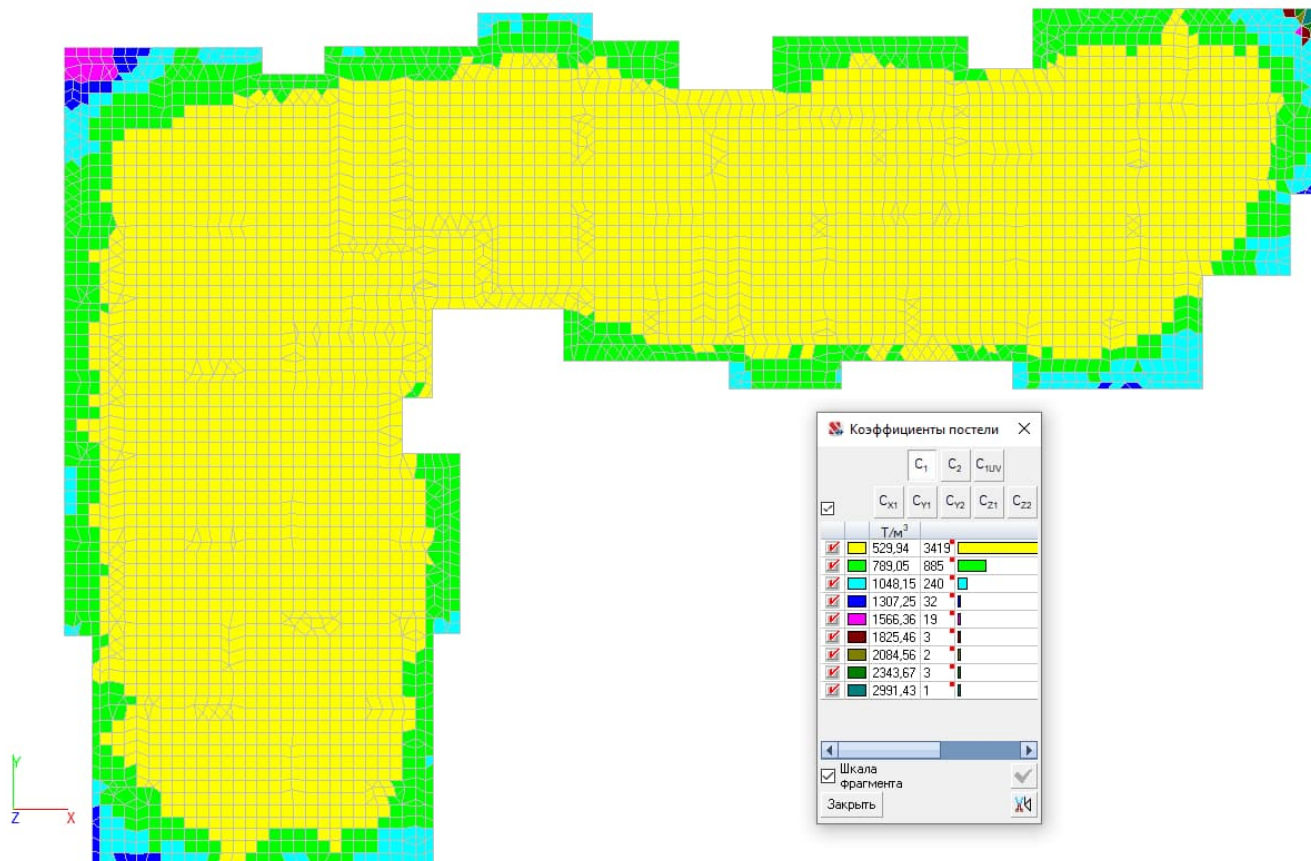 Коэффициенты постели
C1 C2 C1UV
CX1 CY1 CY2 CZ1 CZ2
Т/м³
529,94 3419
789,05 885
1048,15 240
1307,25 32
1566,36 19
1825,46 3
2084,56 2
2343,67 3
2991,43 1
Шкала
фрагмента
Закрыть
Y
Z X